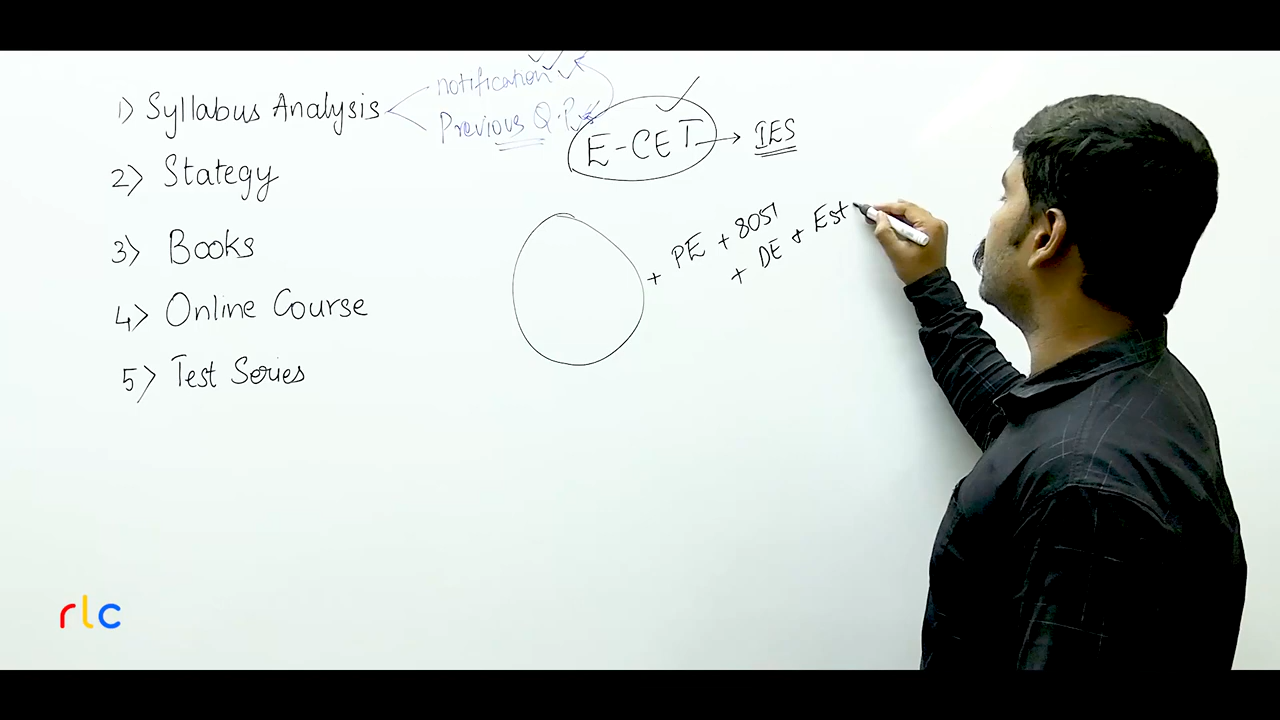 notification
1) Syllabus Analysis
Previous Q.P
E-CET → IES
2) Stategy
+ PE + 8051
+ DE & Est
3) Books
4) Online Course
5) Test Series
rlc